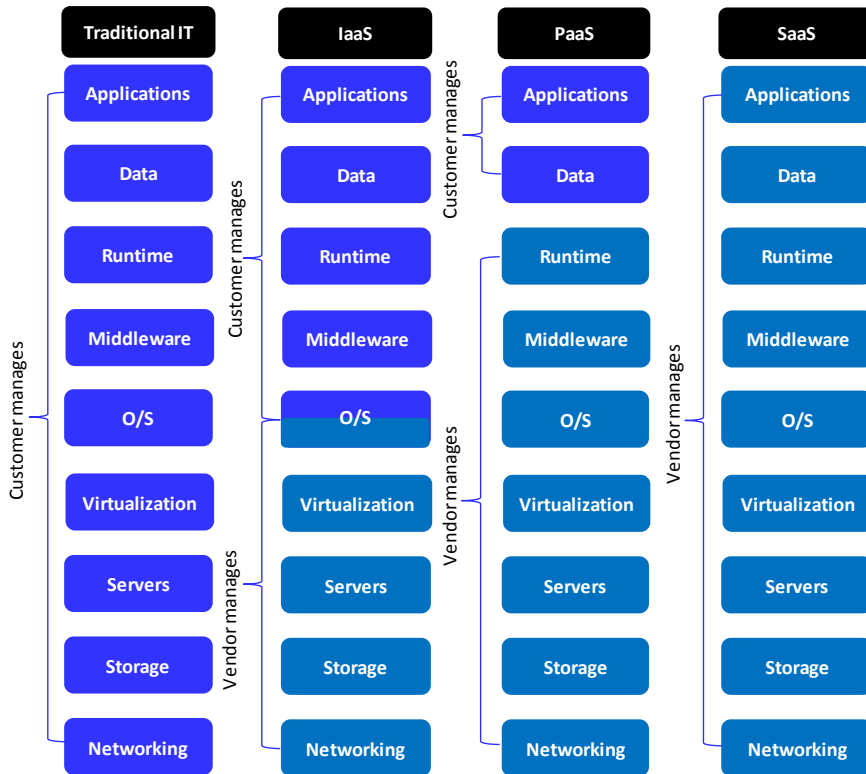 Traditional IT
IaaS
PaaS
SaaS
Applications
Applications
Applications
Applications
Data
Data
Data
Data
Runtime
Runtime
Runtime
Runtime
Middleware
Middleware
Middleware
Middleware
O/S
O/S
O/S
O/S
Virtualization
Virtualization
Virtualization
Virtualization
Servers
Servers
Servers
Servers
Storage
Storage
Storage
Storage
Networking
Networking
Networking
Networking
Customer manages
Customer manages
Vendor manages
Customer manages
Vendor manages
Vendor manages